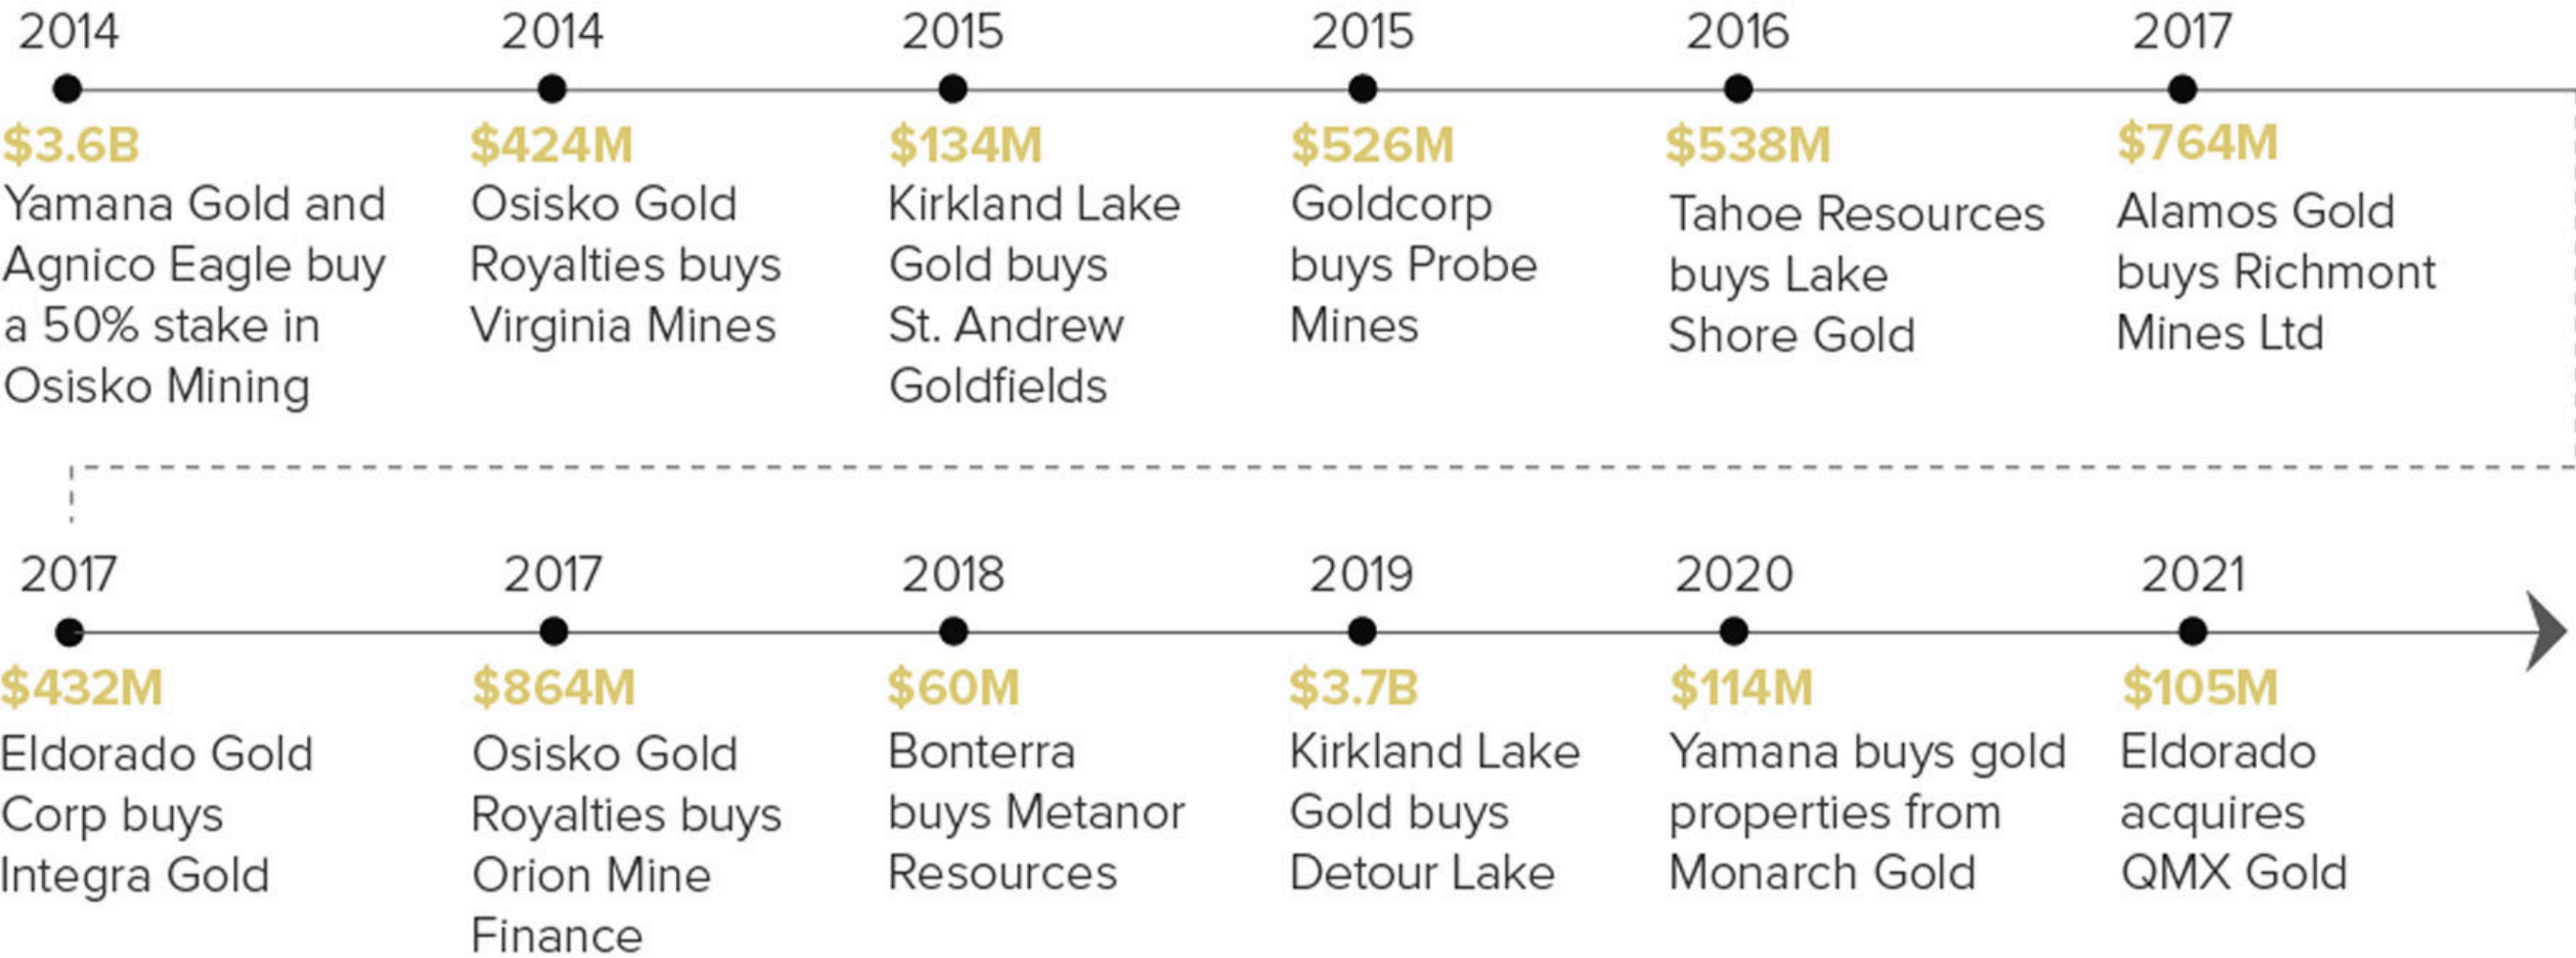 2014
$3.6B
Yamana Gold and
Agnico Eagle buy
a 50% stake in
Osisko Mining
2014
$424M
Osisko Gold
Royalties buys
Virginia Mines
2015
$134M
Kirkland Lake
Gold buys
St. Andrew
Goldfields
2015
$526M
Goldcorp
buys Probe
Mines
2016
$538M
Tahoe Resources
buys Lake
Shore Gold
2017
$764M
Alamos Gold
buys Richmont
Mines Ltd
2017
$432M
Eldorado Gold
Corp buys
Integra Gold
2017
$864M
Osisko Gold
Royalties buys
Orion Mine
Finance
2018
$60M
Bonterra
buys Metanor
Resources
2019
$3.7B
Kirkland Lake
Gold buys
Detour Lake
2020
$114M
Yamana buys gold
properties from
Monarch Gold
2021
$105M
Eldorado
acquires
QMX Gold